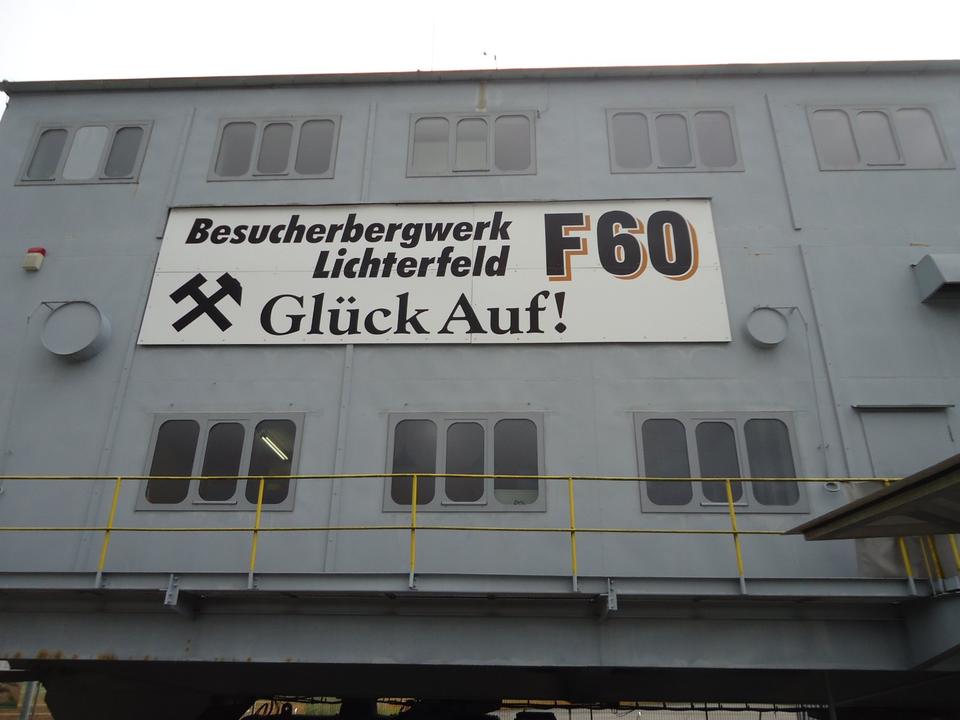 Besucherbergwerk
Lichterfeld
F60
Glück Auf!